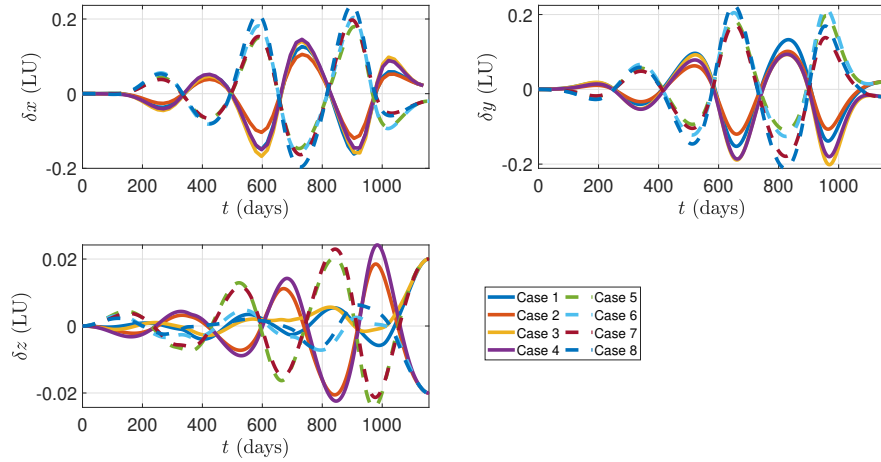 0.2
0
-0.2
δx (LU)
0 200 400 600 800 1000
t (days)
0.2
0
-0.2
δy (LU)
0 200 400 600 800 1000
t (days)
0.02
0
-0.02
δz (LU)
0 200 400 600 800 1000
t (days)
Case 1 Case 5
Case 2 Case 6
Case 3 Case 7
Case 4 Case 8